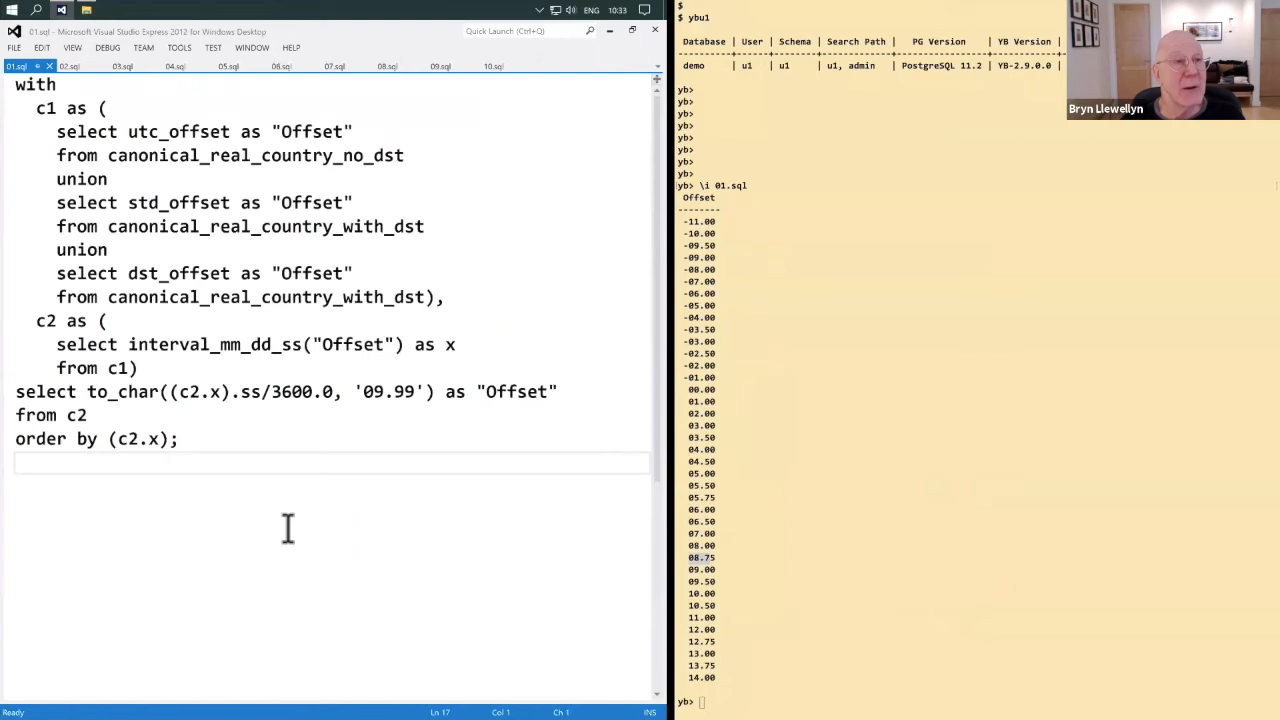 ENG 10:33
01.sql - Microsoft Visual Studio Express 2012 for Windows Desktop
Quick Launch (Ctrl+Q)
FILE EDIT VIEW DEBUG TEAM TOOLS TEST WINDOW HELP
01.sql 02.sql 03.sql 04.sql 05.sql 06.sql 07.sql 08.sql 09.sql 10.sql
with
c1 as (
select utc_offset as "Offset"
from canonical_real_country_no_dst
union
select std_offset as "Offset"
from canonical_real_country_with_dst
union
select dst_offset as "Offset"
from canonical_real_country_with_dst),
c2 as (
select interval_mm_dd_ss("Offset") as x
from c1)
select to_char((c2.x).ss/3600.0, '09.99') as "Offset"
from c2
order by (c2.x);
Ready Ln 17 Col 1 Ch 1 INS
$
$ ybu1
Database | User | Schema | Search Path | PG Version | YB Version |
----------+------+--------+-------------+-----------------+------------+
demo | u1 | u1 | u1, admin | PostgreSQL 11.2 | YB-2.9.0.0 |
yb>
yb>
yb>
yb>
yb>
yb>
yb>
yb>
yb> \i 01.sql
Offset
--------
-11.00
-10.00
-09.50
-09.00
-08.00
-07.00
-06.00
-05.00
-04.00
-03.50
-03.00
-02.50
-02.00
-01.00
00.00
01.00
02.00
03.00
03.50
04.00
04.50
05.00
05.50
05.75
06.00
06.50
07.00
08.00
08.75
09.00
09.50
10.00
10.50
11.00
12.00
12.75
13.00
13.75
14.00
yb>
Bryn Llewellyn